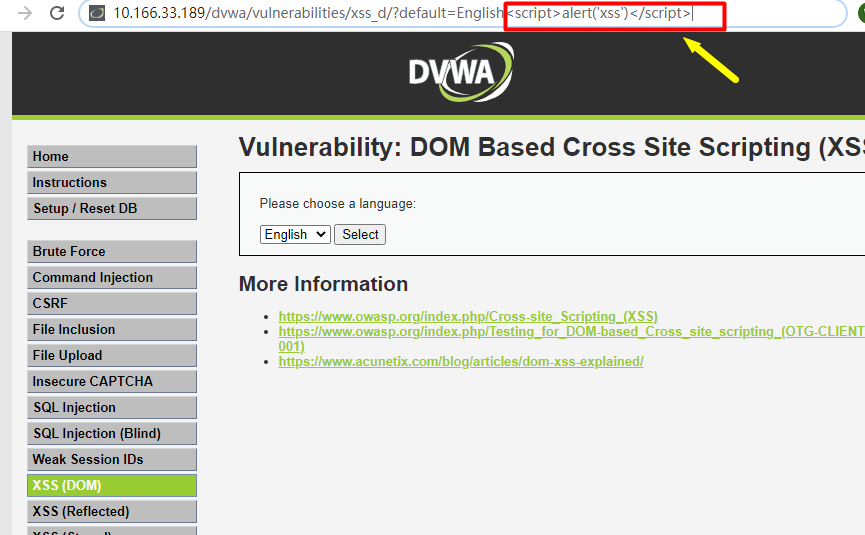 10.166.33.189/dvwa/vulnerabilities/xss_d/?default=English<script>alert('xss')</script>
DVWA
Home
Instructions
Setup / Reset DB
Brute Force
Command Injection
CSRF
File Inclusion
File Upload
Insecure CAPTCHA
SQL Injection
SQL Injection (Blind)
Weak Session IDs
XSS (DOM)
XSS (Reflected)
Vulnerability: DOM Based Cross Site Scripting (XSS
Please choose a language:
English Select
More Information
https://www.owasp.org/index.php/Cross-site_Scripting_(XSS)
https://www.owasp.org/index.php/Testing_for_DOM-based_Cross_site_scripting_(OTG-CLIENT
001)
https://www.acunetix.com/blog/articles/dom-xss-explained/